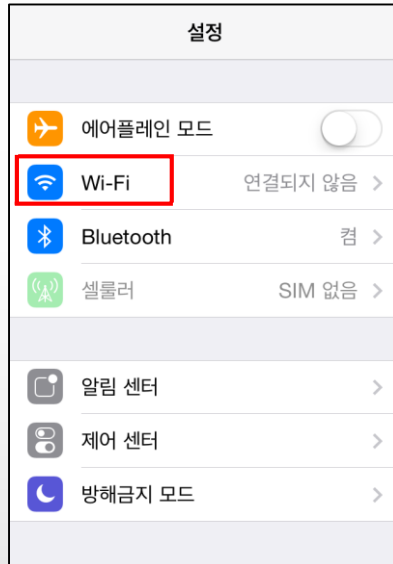 설정
에어플레인 모드
Wi-Fi 연결되지 않음
Bluetooth 켬
셀룰러 SIM 없음
알림 센터
제어 센터
방해금지 모드